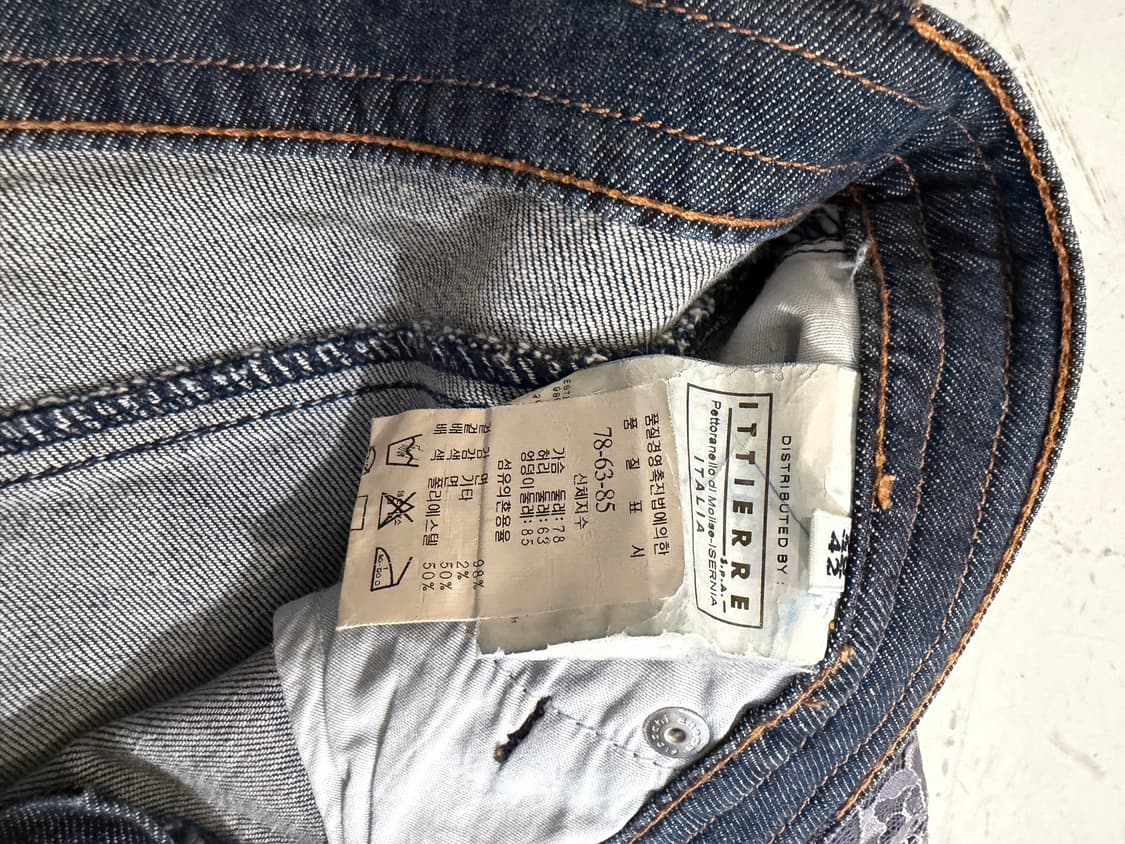 DISTRIBUTED BY :
ITTIERRE
S.p.A.
Pettoranello di Molise-ISERNIA
ITALIA
42
품질경영촉진법에의한
품 질 표 시
78-63-85
신체치수
가슴 둘레: 78
허리 둘레: 63
엉덩이둘레: 85
섬유의혼용율
겉 감 면 98%
겉 감 기타 2%
배 색 면 50%
배 색 폴리에스텔 50%